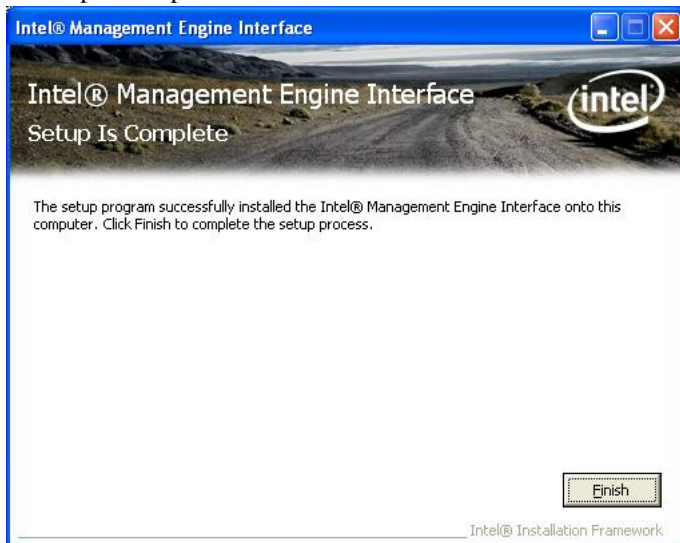 Intel® Management Engine Interface
Intel® Management Engine Interface
intel
Setup Is Complete
The setup program successfully installed the Intel® Management Engine Interface onto this
computer. Click Finish to complete the setup process.
Finish
Intel® Installation Framework